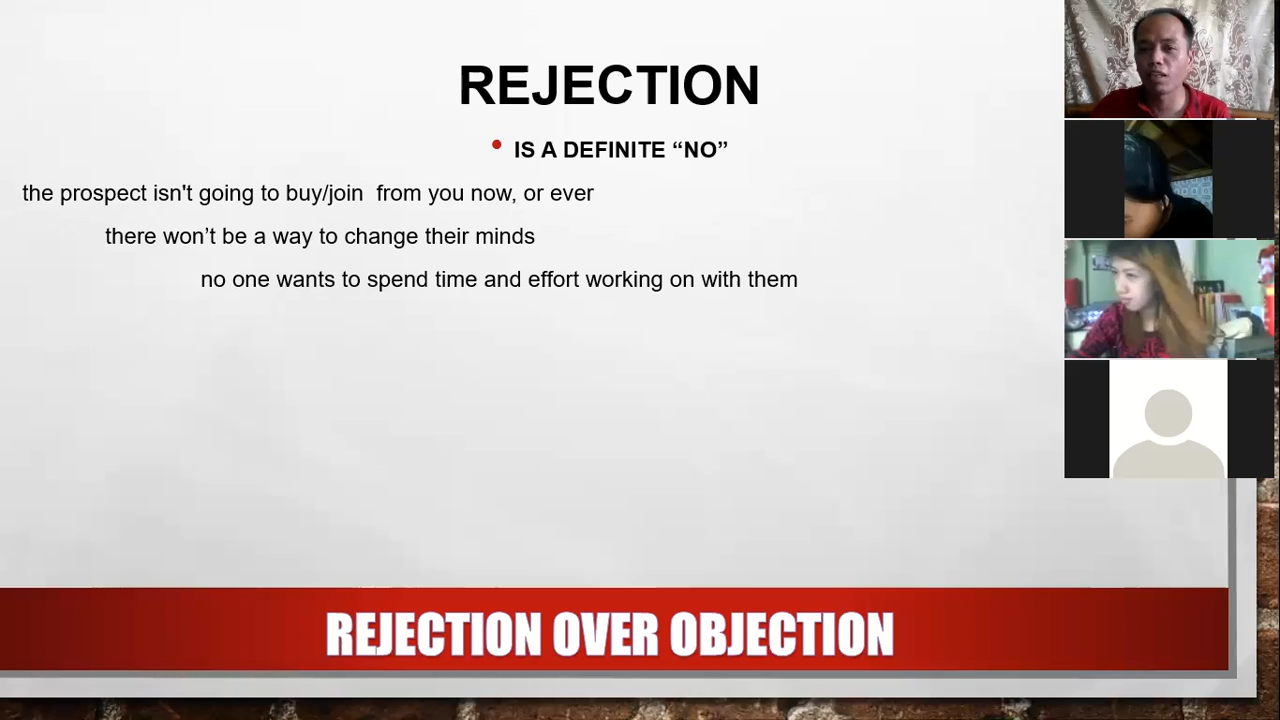 REJECTION
• IS A DEFINITE “NO”
the prospect isn't going to buy/join  from you now, or ever
there won’t be a way to change their minds
no one wants to spend time and effort working on with them
REJECTION OVER OBJECTION